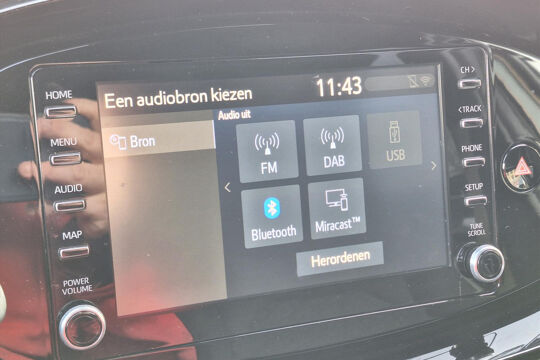 HOME
MENU
AUDIO
MAP
POWER
VOLUME
Een audiobron kiezen
11:43
Bron
Audio uit
FM
DAB
USB
Bluetooth
Miracast™
Herordenen
CH >
< TRACK
PHONE
SETUP
TUNE
SCROLL